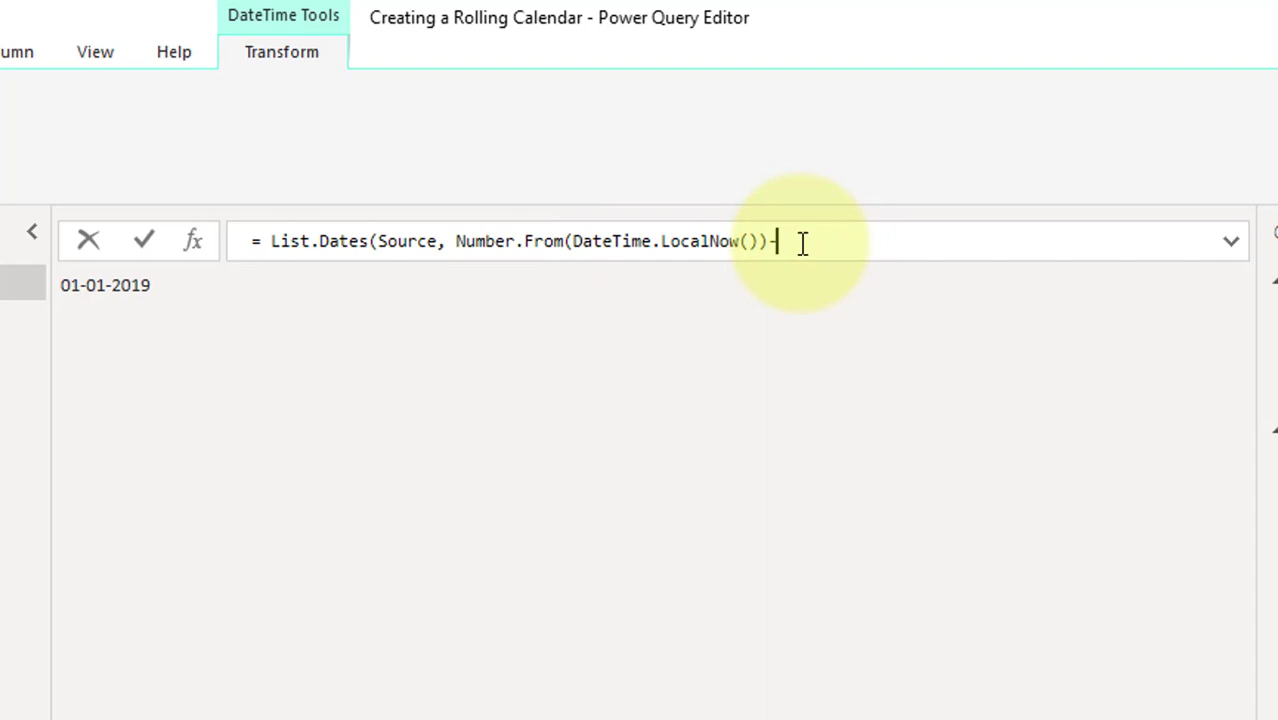 DateTime Tools
Creating a Rolling Calendar - Power Query Editor
umn
View
Help
Transform
fx
= List.Dates(Source, Number.From(DateTime.LocalNow())-
01-01-2019